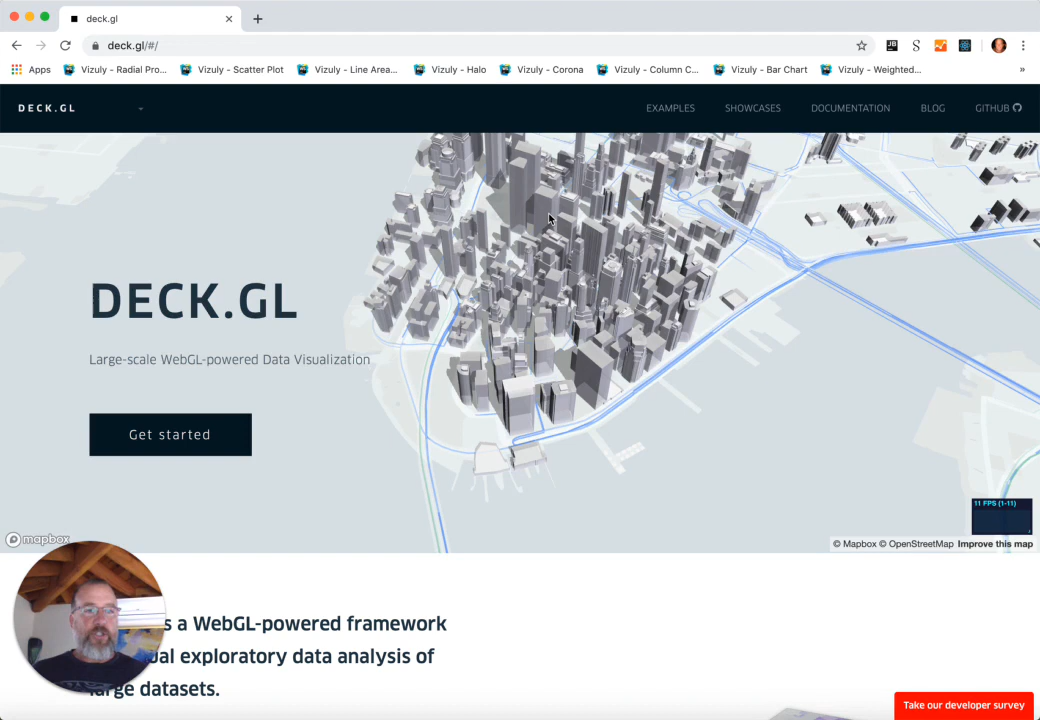 deck.gl
deck.gl/#/
JB
S
Apps
Vizuly - Radial Pro...
Vizuly - Scatter Plot
Vizuly - Line Area...
Vizuly - Halo
Vizuly - Corona
Vizuly - Column C...
Vizuly - Bar Chart
Vizuly - Weighted...
»
DECK.GL
EXAMPLES
SHOWCASES
DOCUMENTATION
BLOG
GITHUB
DECK.GL
Large-scale WebGL-powered Data Visualization
Get started
11 FPS (1-11)
mapbox
© Mapbox © OpenStreetMap Improve this map
s a WebGL-powered framework
al exploratory data analysis of
large datasets.
Take our developer survey